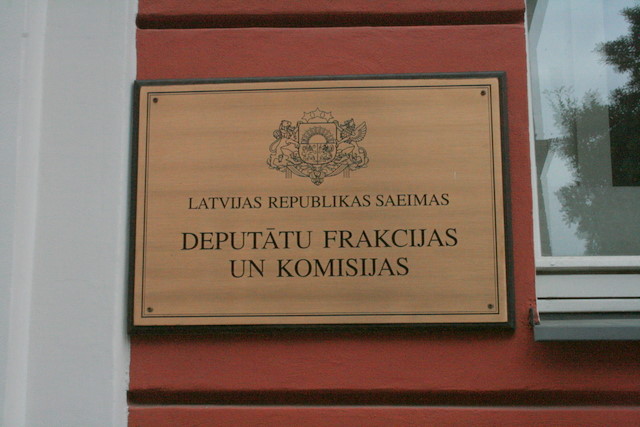 LATVIJAS REPUBLIKAS SAEIMAS
DEPUTĀTU FRAKCIJAS
UN KOMISIJAS